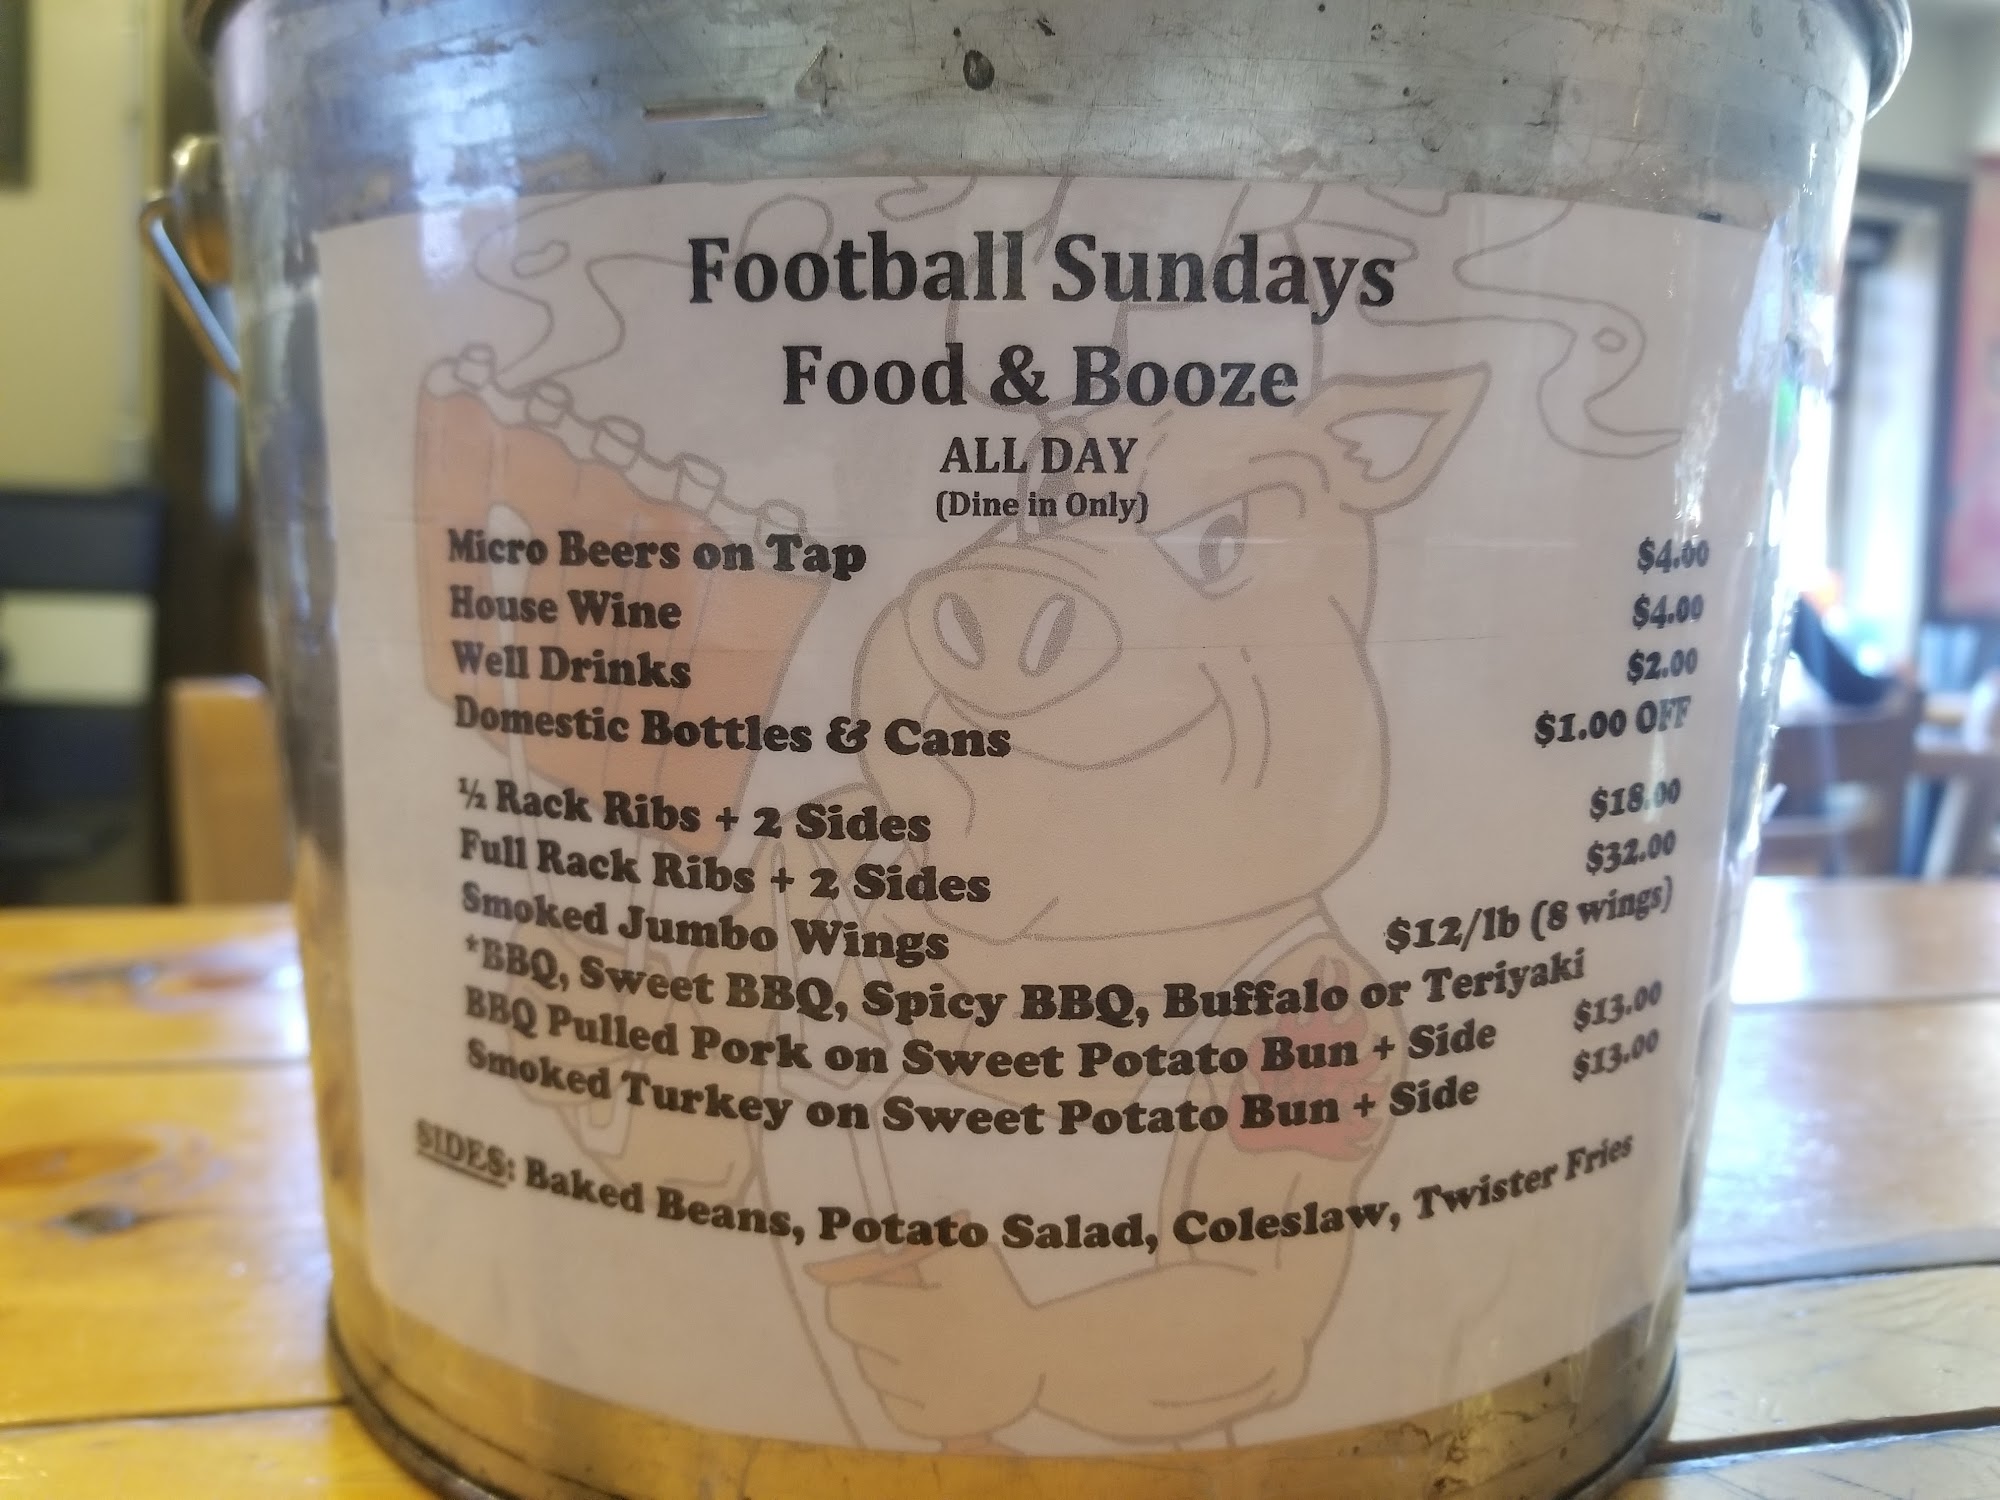 Football Sundays
Food & Booze
ALL DAY
(Dine in Only)
Micro Beers on Tap $4.00
House Wine $4.00
Well Drinks $2.00
Domestic Bottles & Cans $1.00 OFF
½ Rack Ribs + 2 Sides $18.00
Full Rack Ribs + 2 Sides $32.00
Smoked Jumbo Wings $12/lb (8 wings)
*BBQ, Sweet BBQ, Spicy BBQ, Buffalo or Teriyaki
BBQ Pulled Pork on Sweet Potato Bun + Side $13.00
Smoked Turkey on Sweet Potato Bun + Side $13.00
SIDES: Baked Beans, Potato Salad, Coleslaw, Twister Fries